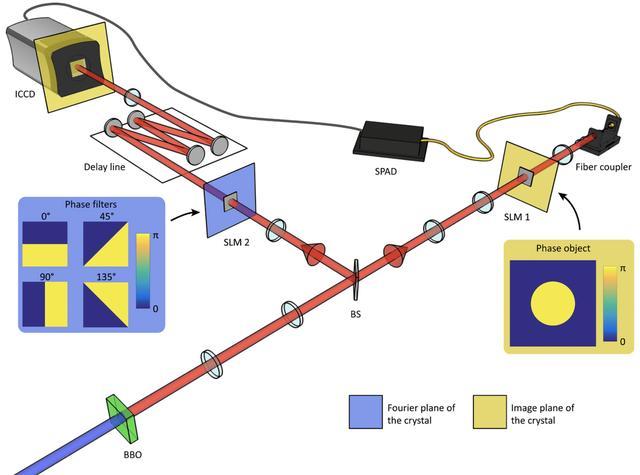 ICCD
Delay line
SPAD
Fiber coupler
SLM 1
SLM 2
Phase filters
0°
45°
π
90°
135°
0
Phase object
π
0
BS
BBO
Fourier plane of
the crystal
Image plane of
the crystal